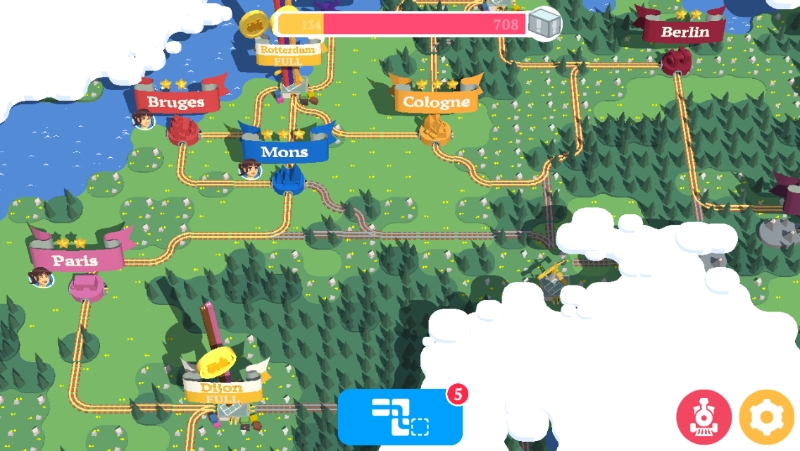 134
708
Berlin
Rotterdam
FULL
Bruges
Cologne
Mons
Paris
Dijon
FULL
5